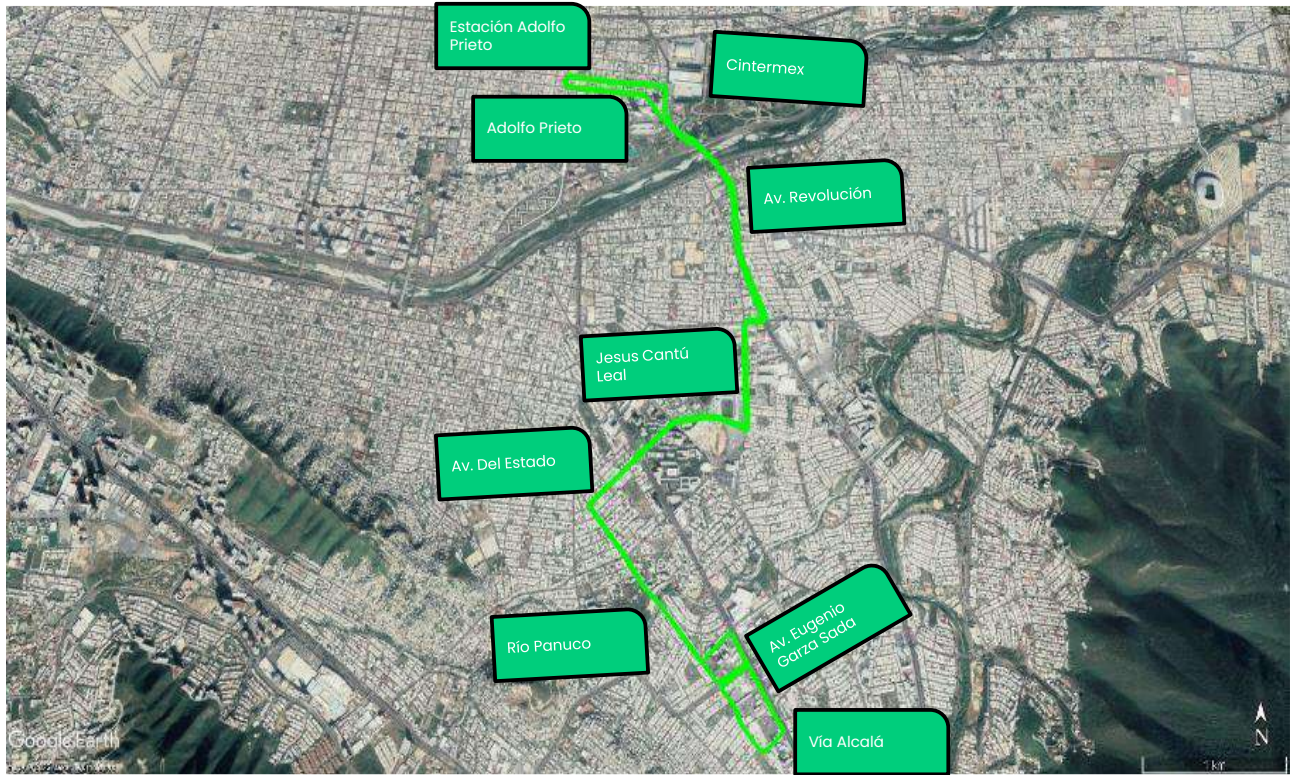 Estación Adolfo
Prieto
Cintermex
Adolfo Prieto
Av. Revolución
Jesus Cantú
Leal
Av. Del Estado
Av. Eugenio
Garza Sada
Río Panuco
Vía Alcalá
Google Earth
N
1 km